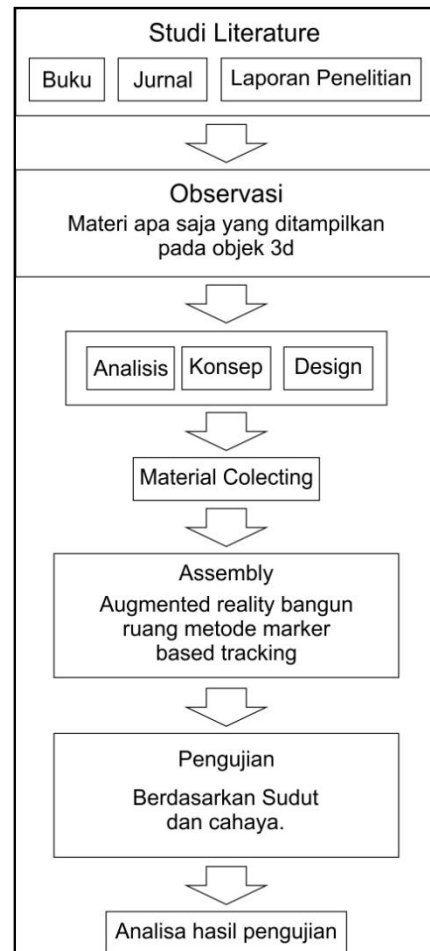 Studi Literature
Buku Jurnal Laporan Penelitian
Observasi
Materi apa saja yang ditampilkan
pada objek 3d
Analisis Konsep Design
Material Colecting
Assembly
Augmented reality bangun
ruang metode marker
based tracking
Pengujian
Berdasarkan Sudut
dan cahaya.
Analisa hasil pengujian